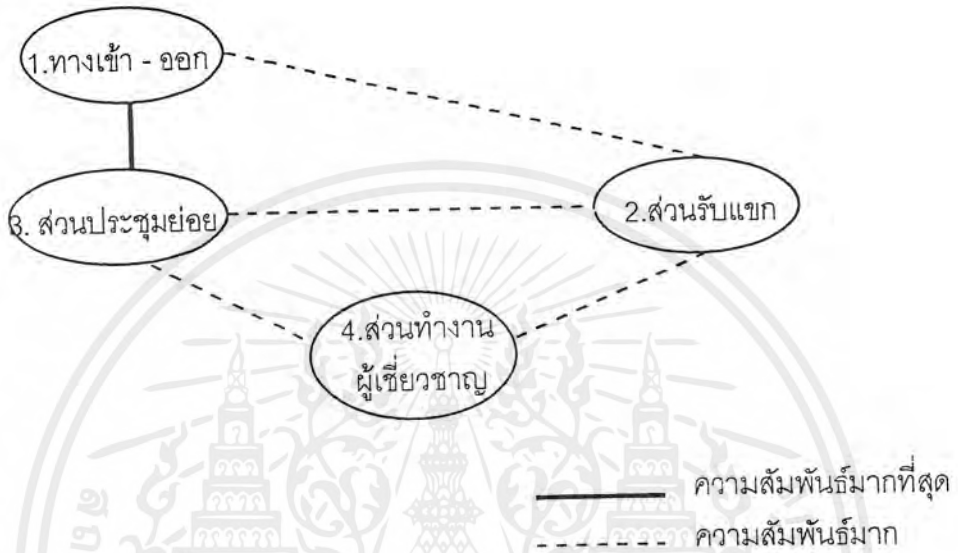 1.ทางเข้า - ออก
3. ส่วนประชุมย่อย
2.ส่วนรับแขก
4.ส่วนทำงาน
ผู้เชี่ยวชาญ
ความสัมพันธ์มากที่สุด
ความสัมพันธ์มาก